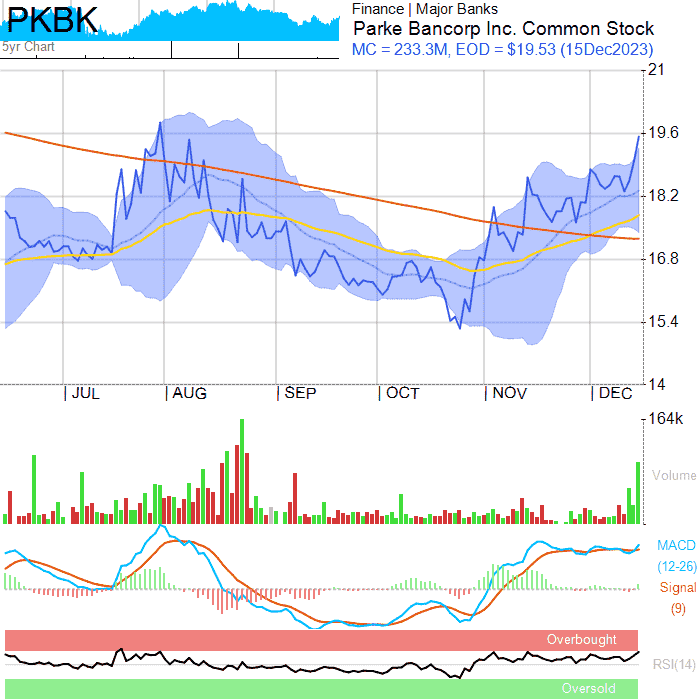 PKBK
Finance | Major Banks
Parke Bancorp Inc. Common Stock
MC = 233.3M, EOD = $19.53 (15Dec2023)
5yr Chart
21
19.6
18.2
16.8
15.4
14
| JUL | AUG | SEP | OCT | NOV | DEC
164k
Volume
MACD
(12-26)
Signal
(9)
Overbought
RSI(14)
Oversold